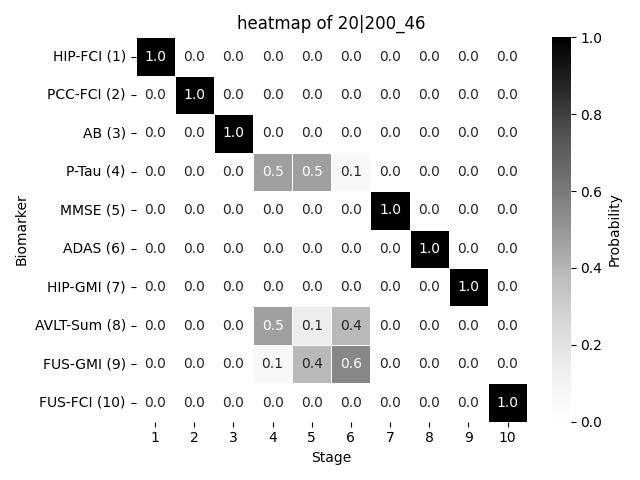 heatmap of 20|200_46
HIP-FCI (1) 1.0 0.0 0.0 0.0 0.0 0.0 0.0 0.0 0.0 0.0
PCC-FCI (2) 0.0 1.0 0.0 0.0 0.0 0.0 0.0 0.0 0.0 0.0
AB (3) 0.0 0.0 1.0 0.0 0.0 0.0 0.0 0.0 0.0 0.0
P-Tau (4) 0.0 0.0 0.0 0.5 0.5 0.1 0.0 0.0 0.0 0.0
MMSE (5) 0.0 0.0 0.0 0.0 0.0 0.0 1.0 0.0 0.0 0.0
ADAS (6) 0.0 0.0 0.0 0.0 0.0 0.0 0.0 1.0 0.0 0.0
HIP-GMI (7) 0.0 0.0 0.0 0.0 0.0 0.0 0.0 0.0 1.0 0.0
AVLT-Sum (8) 0.0 0.0 0.0 0.5 0.1 0.4 0.0 0.0 0.0 0.0
FUS-GMI (9) 0.0 0.0 0.0 0.1 0.4 0.6 0.0 0.0 0.0 0.0
FUS-FCI (10) 0.0 0.0 0.0 0.0 0.0 0.0 0.0 0.0 0.0 1.0
1 2 3 4 5 6 7 8 9 10
Stage
Biomarker
1.0
0.8
0.6
0.4
0.2
0.0
Probability